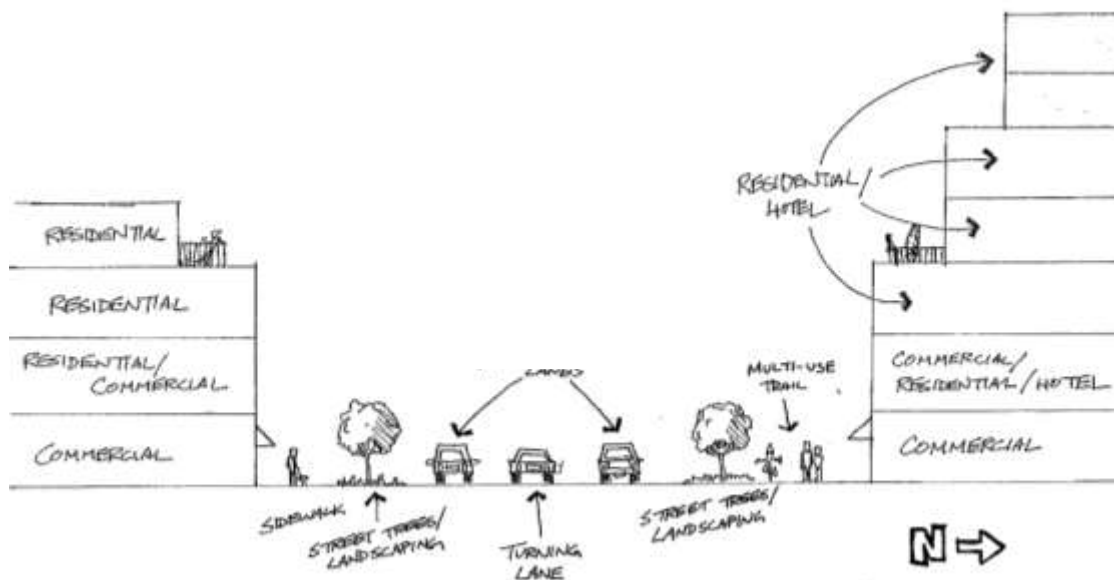 RESIDENTIAL
RESIDENTIAL
RESIDENTIAL/
COMMERCIAL
COMMERCIAL
SIDEWALK
STREET TREES/
LANDSCAPING
LANES
TURNING
LANE
STREET TREES/
LANDSCAPING
MULTI-USE
TRAIL
RESIDENTIAL/
HOTEL
COMMERCIAL/
RESIDENTIAL/HOTEL
COMMERCIAL
N